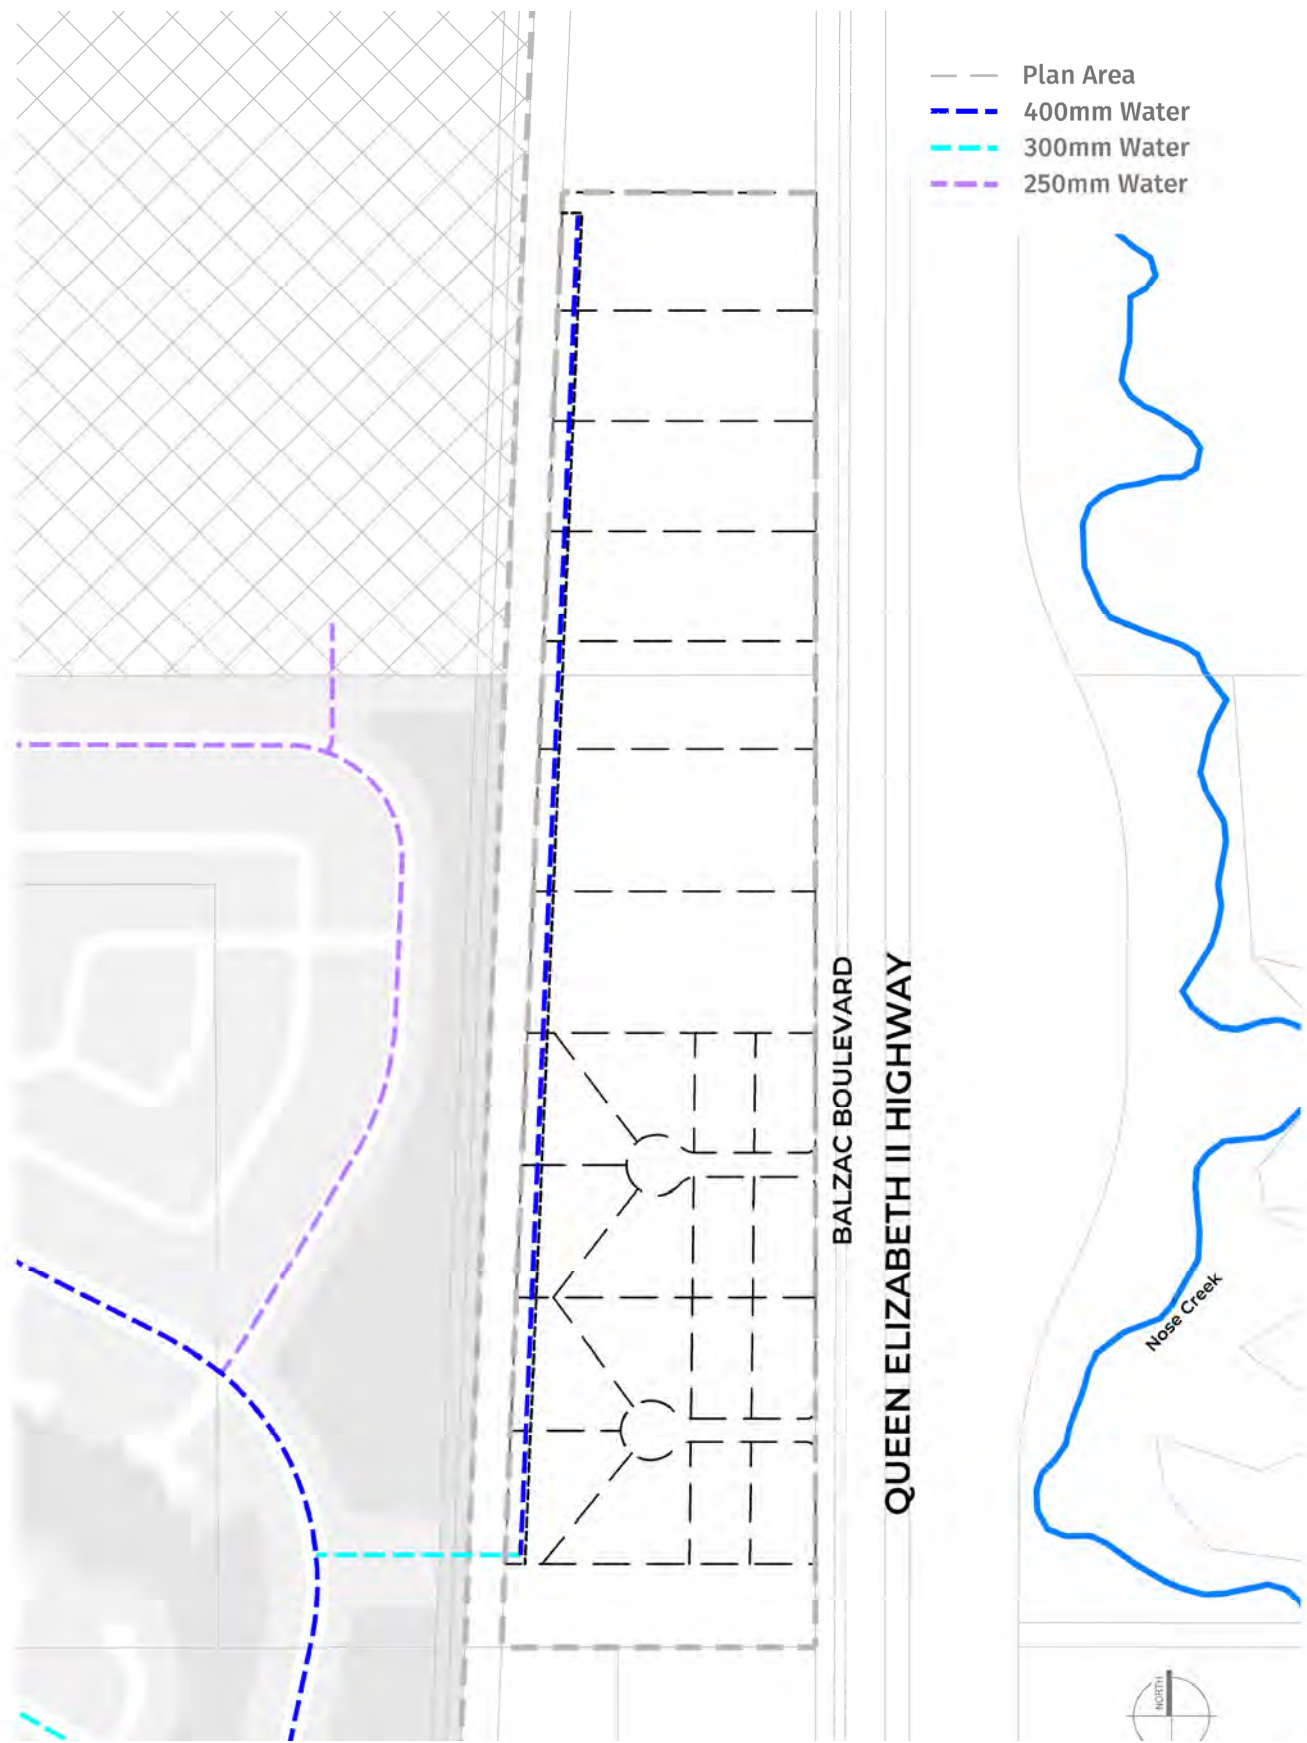 Plan Area
400mm Water
300mm Water
250mm Water
BALZAC BOULEVARD
QUEEN ELIZABETH II HIGHWAY
Nose Creek
NORTH